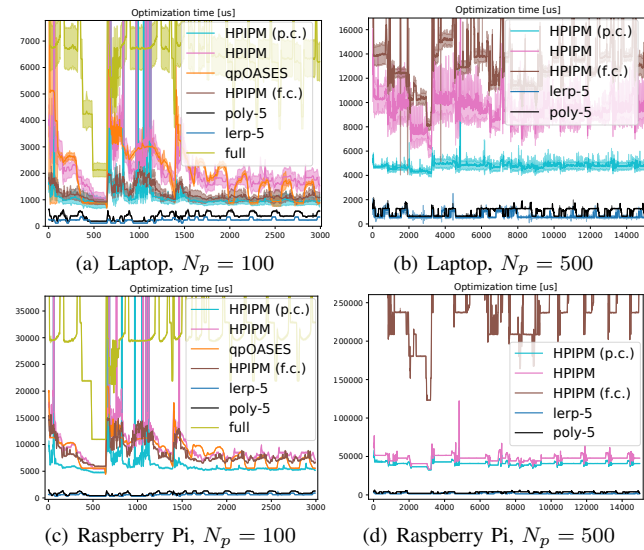 Optimization time [us]
7000
6000
5000
4000
3000
2000
1000
0
0 500 1000 1500 2000 2500 3000
HPIPM (p.c.)
HPIPM
qpOASES
HPIPM (f.c.)
poly-5
lerp-5
full
(a) Laptop, N_p = 100
Optimization time [us]
16000
14000
12000
10000
8000
6000
4000
2000
0
0 2000 4000 6000 8000 10000 12000 14000
HPIPM (p.c.)
HPIPM
HPIPM (f.c.)
lerp-5
poly-5
(b) Laptop, N_p = 500
Optimization time [us]
35000
30000
25000
20000
15000
10000
5000
0
0 500 1000 1500 2000 2500 3000
HPIPM (p.c.)
HPIPM
qpOASES
HPIPM (f.c.)
lerp-5
poly-5
full
(c) Raspberry Pi, N_p = 100
Optimization time [us]
250000
200000
150000
100000
50000
0
0 2000 4000 6000 8000 10000 12000 14000
HPIPM (p.c.)
HPIPM
HPIPM (f.c.)
lerp-5
poly-5
(d) Raspberry Pi, N_p = 500